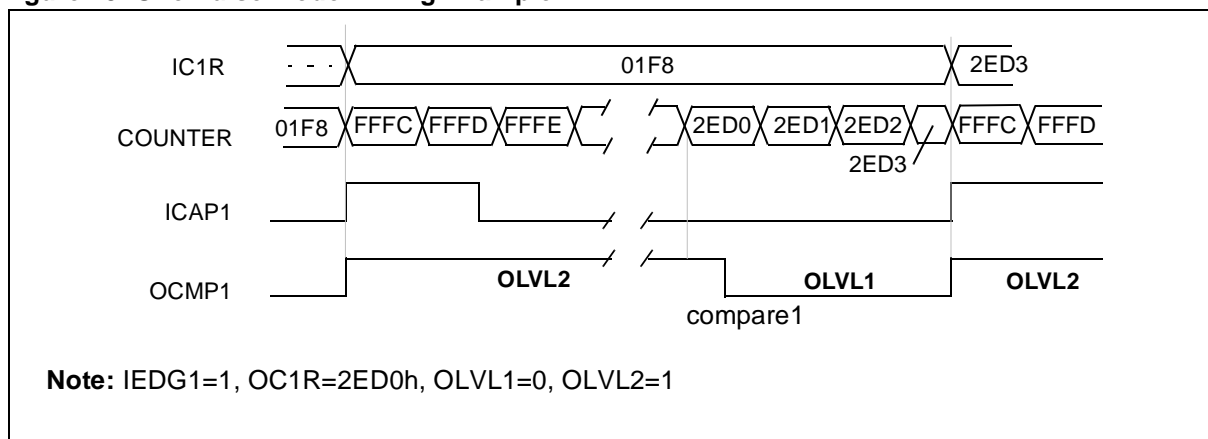 IC1R - - - 01F8 2ED3
COUNTER 01F8 FFFC FFFD FFFE 2ED0 2ED1 2ED2 FFFC FFFD
2ED3
ICAP1
OCMP1 OLVL2 OLVL1 OLVL2
compare1
Note: IEDG1=1, OC1R=2ED0h, OLVL1=0, OLVL2=1